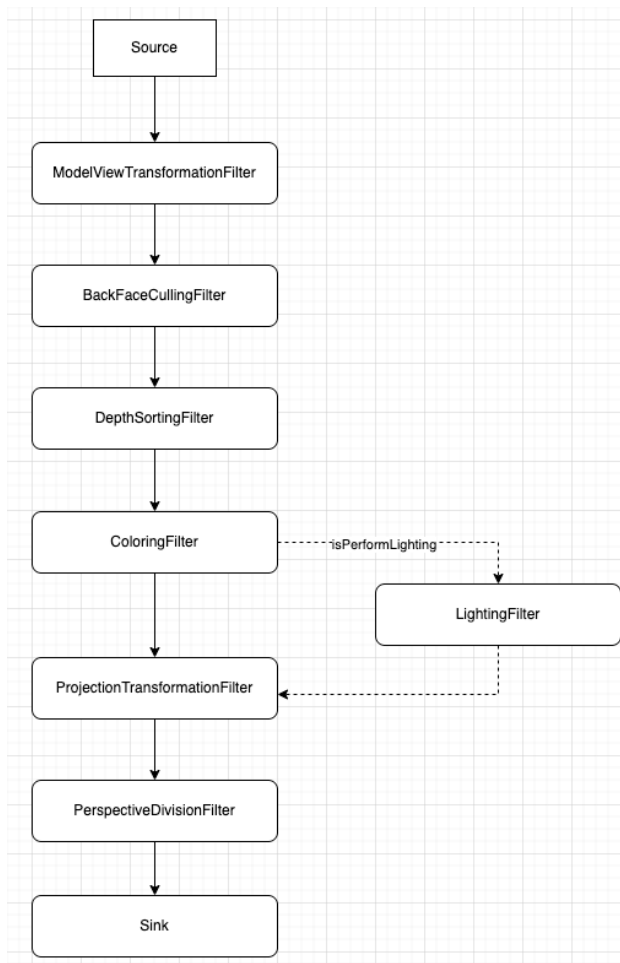 Source
ModelViewTransformationFilter
BackFaceCullingFilter
DepthSortingFilter
ColoringFilter
isPerformLighting
LightingFilter
ProjectionTransformationFilter
PerspectiveDivisionFilter
Sink